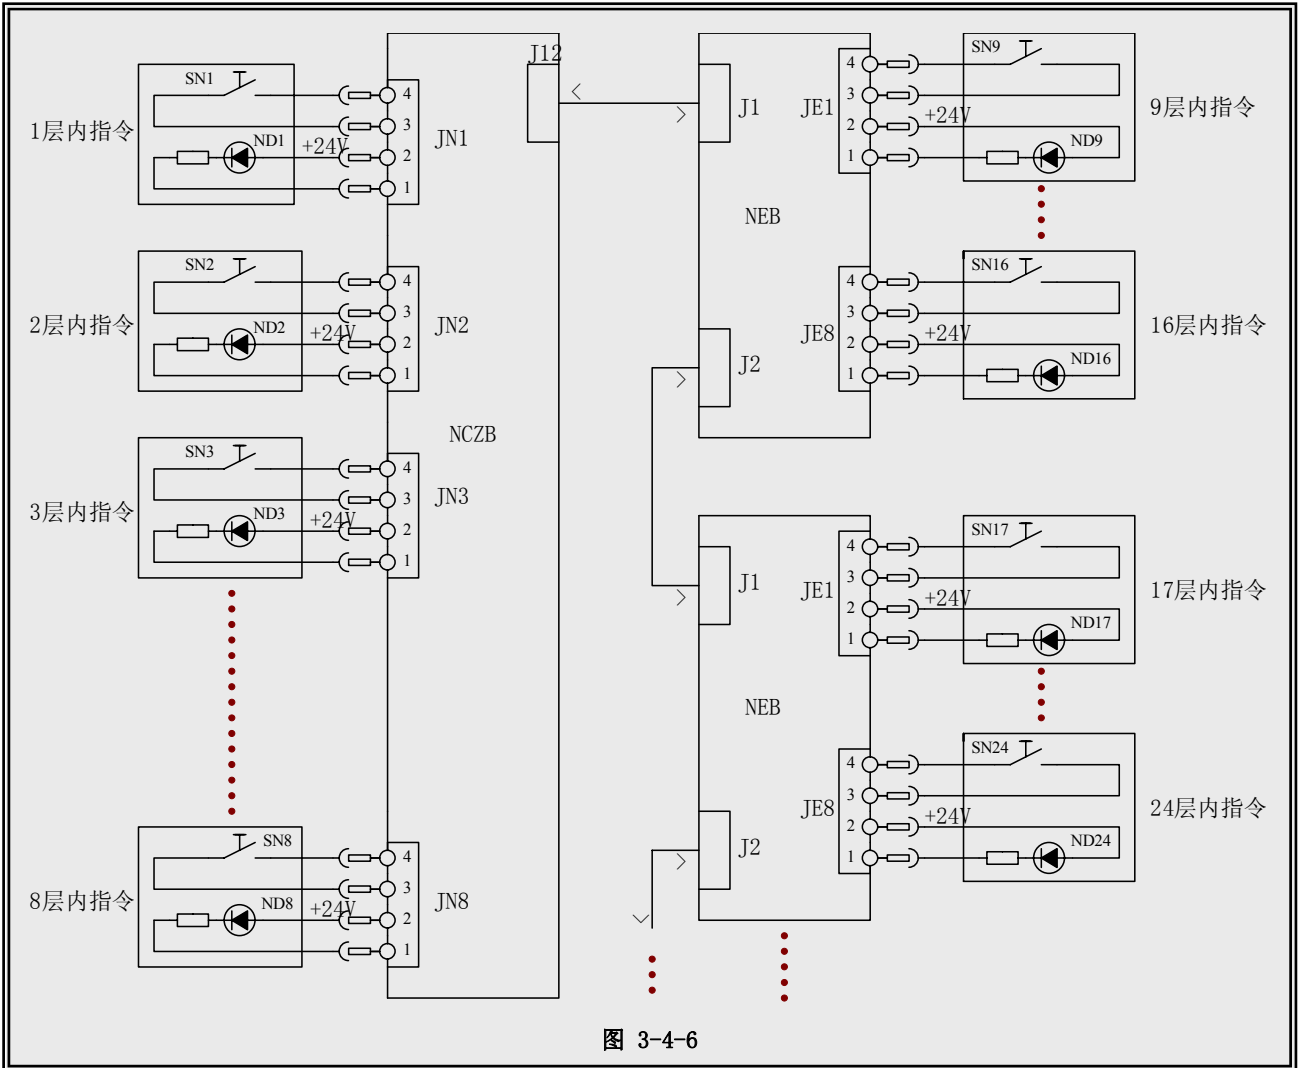 J12
NCZB
1层内指令
SN1
ND1
+24V
4
3
2
1
JN1
2层内指令
SN2
ND2
+24V
4
3
2
1
JN2
3层内指令
SN3
ND3
+24V
4
3
2
1
JN3
8层内指令
SN8
ND8
+24V
4
3
2
1
JN8
J1
NEB
J2
JE1
4
3
2
1
+24V
SN9
ND9
9层内指令
JE8
4
3
2
1
+24V
SN16
ND16
16层内指令
J1
NEB
J2
JE1
4
3
2
1
+24V
SN17
ND17
17层内指令
JE8
4
3
2
1
+24V
SN24
ND24
24层内指令
图 3-4-6